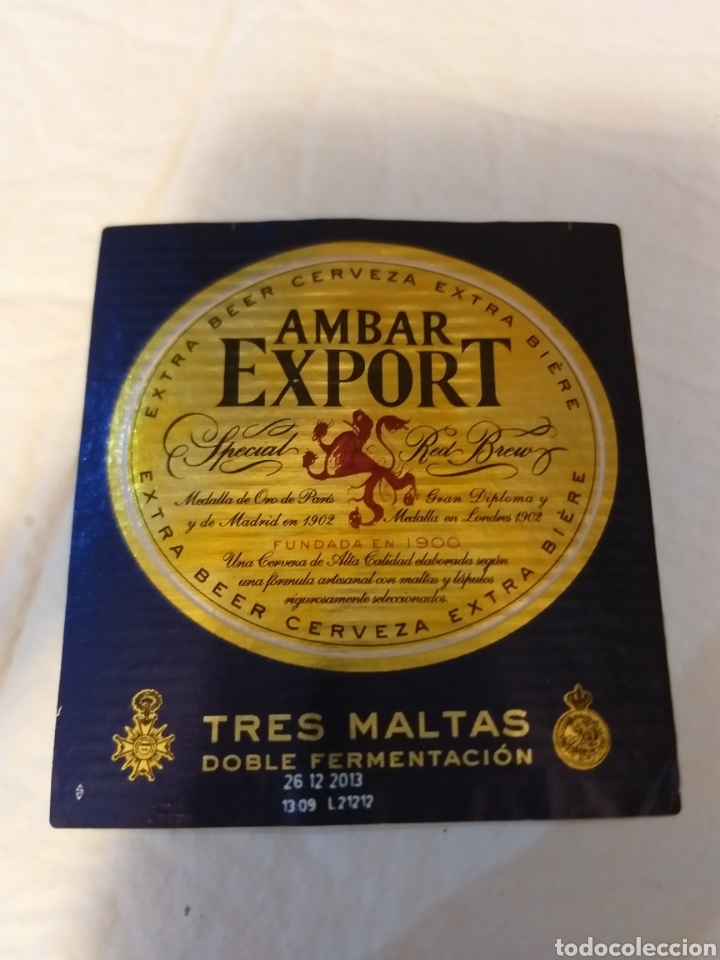 EXTRA BEER CERVEZA EXTRA BIÈRE
AMBAR
EXPORT
Special Red Brew
Medalla de Oro de París
y de Madrid en 1902
Gran Diploma y
Medalla en Londres 1902
FUNDADA EN 1900
Una Cerveza de Alta Calidad elaborada según
una fórmula artesanal con maltas y lúpulos
rigurosamente seleccionados.
EXTRA BEER CERVEZA EXTRA BIÈRE
TRES MALTAS
DOBLE FERMENTACIÓN
26 12 2013
13:09 L21212
todocoleccion